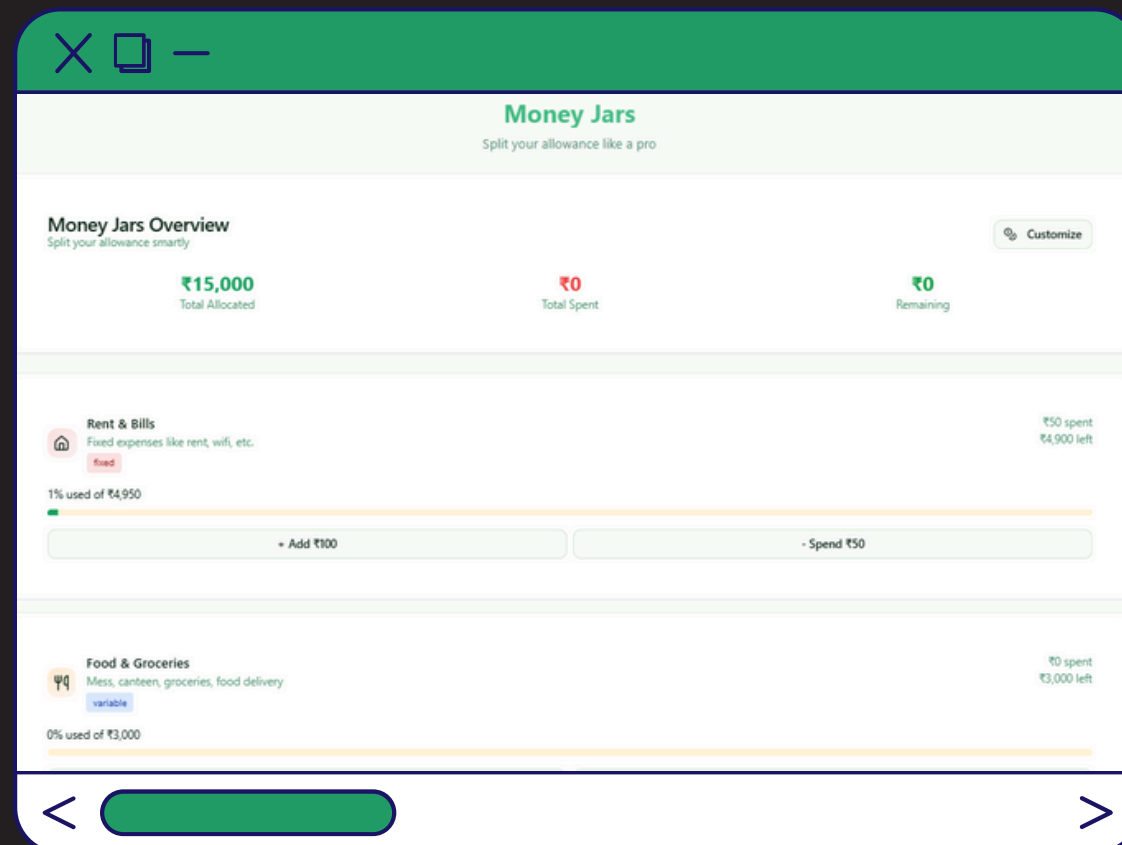 Money Jars
Split your allowance like a pro
Money Jars Overview
Split your allowance smartly
Customize
₹15,000
Total Allocated
₹0
Total Spent
₹0
Remaining
Rent & Bills
Fixed expenses like rent, wifi, etc.
fixed
₹50 spent
₹4,900 left
1% used of ₹4,950
+ Add ₹100
- Spend ₹50
Food & Groceries
Mess, canteen, groceries, food delivery
variable
₹0 spent
₹3,000 left
0% used of ₹3,000